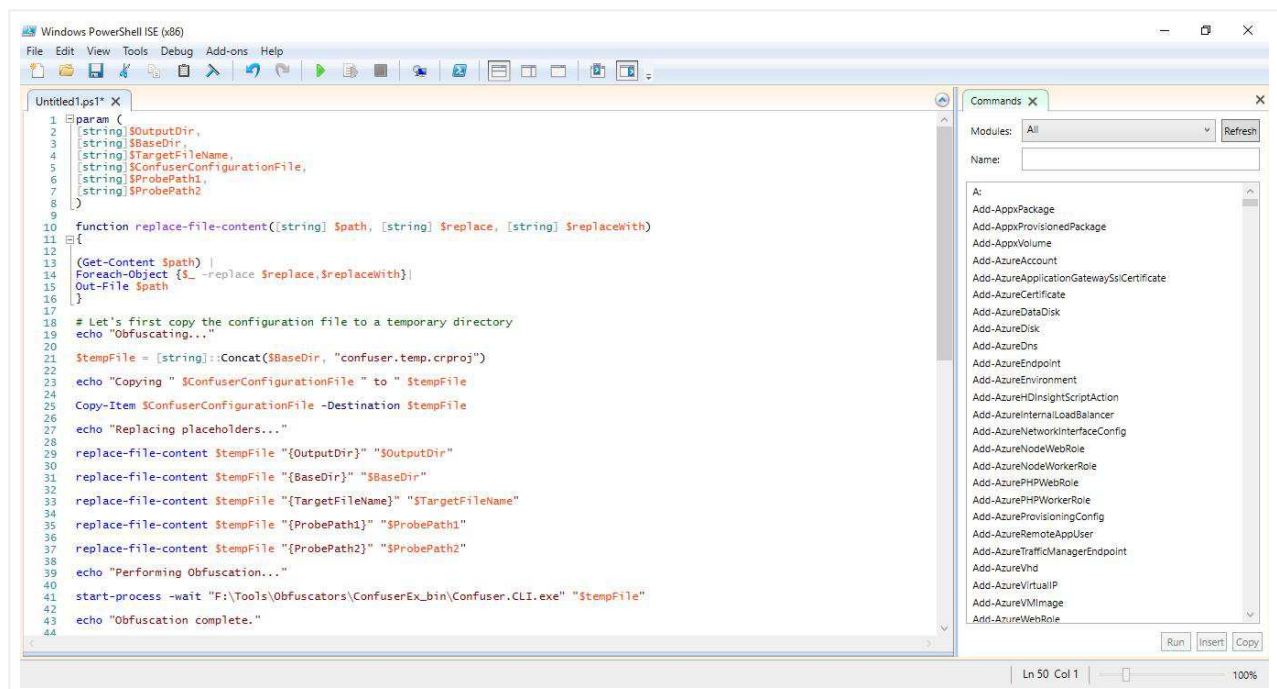 Windows PowerShell ISE (x86)
File Edit View Tools Debug Add-ons Help
Untitled1.ps1* X
1 param (
2 [string]$OutputDir,
3 [string]$BaseDir,
4 [string]$TargetFileName,
5 [string]$ConfuserConfigurationFile,
6 [string]$ProbePath1,
7 [string]$ProbePath2
8 )
9
10 function replace-file-content([string] $path, [string] $replace, [string] $replaceWith)
11 {
12
13 (Get-Content $path) |
14 Foreach-Object {$_ -replace $replace,$replaceWith}|
15 Out-File $path
16 }
17
18 # Let's first copy the configuration file to a temporary directory
19 echo "Obfuscating..."
20
21 $tempFile = [string]::Concat($BaseDir, "confuser.temp.crproj")
22
23 echo "Copying " $ConfuserConfigurationFile " to " $tempFile
24
25 Copy-Item $ConfuserConfigurationFile -Destination $tempFile
26
27 echo "Replacing placeholders..."
28
29 replace-file-content $tempFile "{OutputDir}" "$OutputDir"
30
31 replace-file-content $tempFile "{BaseDir}" "$BaseDir"
32
33 replace-file-content $tempFile "{TargetFileName}" "$TargetFileName"
34
35 replace-file-content $tempFile "{ProbePath1}" "$ProbePath1"
36
37 replace-file-content $tempFile "{ProbePath2}" "$ProbePath2"
38
39 echo "Performing Obfuscation..."
40
41 start-process -wait "F:\Tools\Obfuscators\ConfuserEx_bin\Confuser.CLI.exe" "$tempFile"
42
43 echo "Obfuscation complete."
44
Commands X
Modules: All Refresh
Name:
A:
Add-AppxPackage
Add-AppxProvisionedPackage
Add-AppxVolume
Add-AzureAccount
Add-AzureApplicationGatewaySslCertificate
Add-AzureCertificate
Add-AzureDataDisk
Add-AzureDisk
Add-AzureDns
Add-AzureEndpoint
Add-AzureEnvironment
Add-AzureHDInsightScriptAction
Add-AzureInternalLoadBalancer
Add-AzureNetworkInterfaceConfig
Add-AzureNodeWebRole
Add-AzureNodeWorkerRole
Add-AzurePHPWebRole
Add-AzurePHPWorkerRole
Add-AzureProvisioningConfig
Add-AzureRemoteAppUser
Add-AzureTrafficManagerEndpoint
Add-AzureVhd
Add-AzureVirtualIP
Add-AzureVMImage
Add-AzureWebRole
Run Insert Copy
Ln 50 Col 1 100%